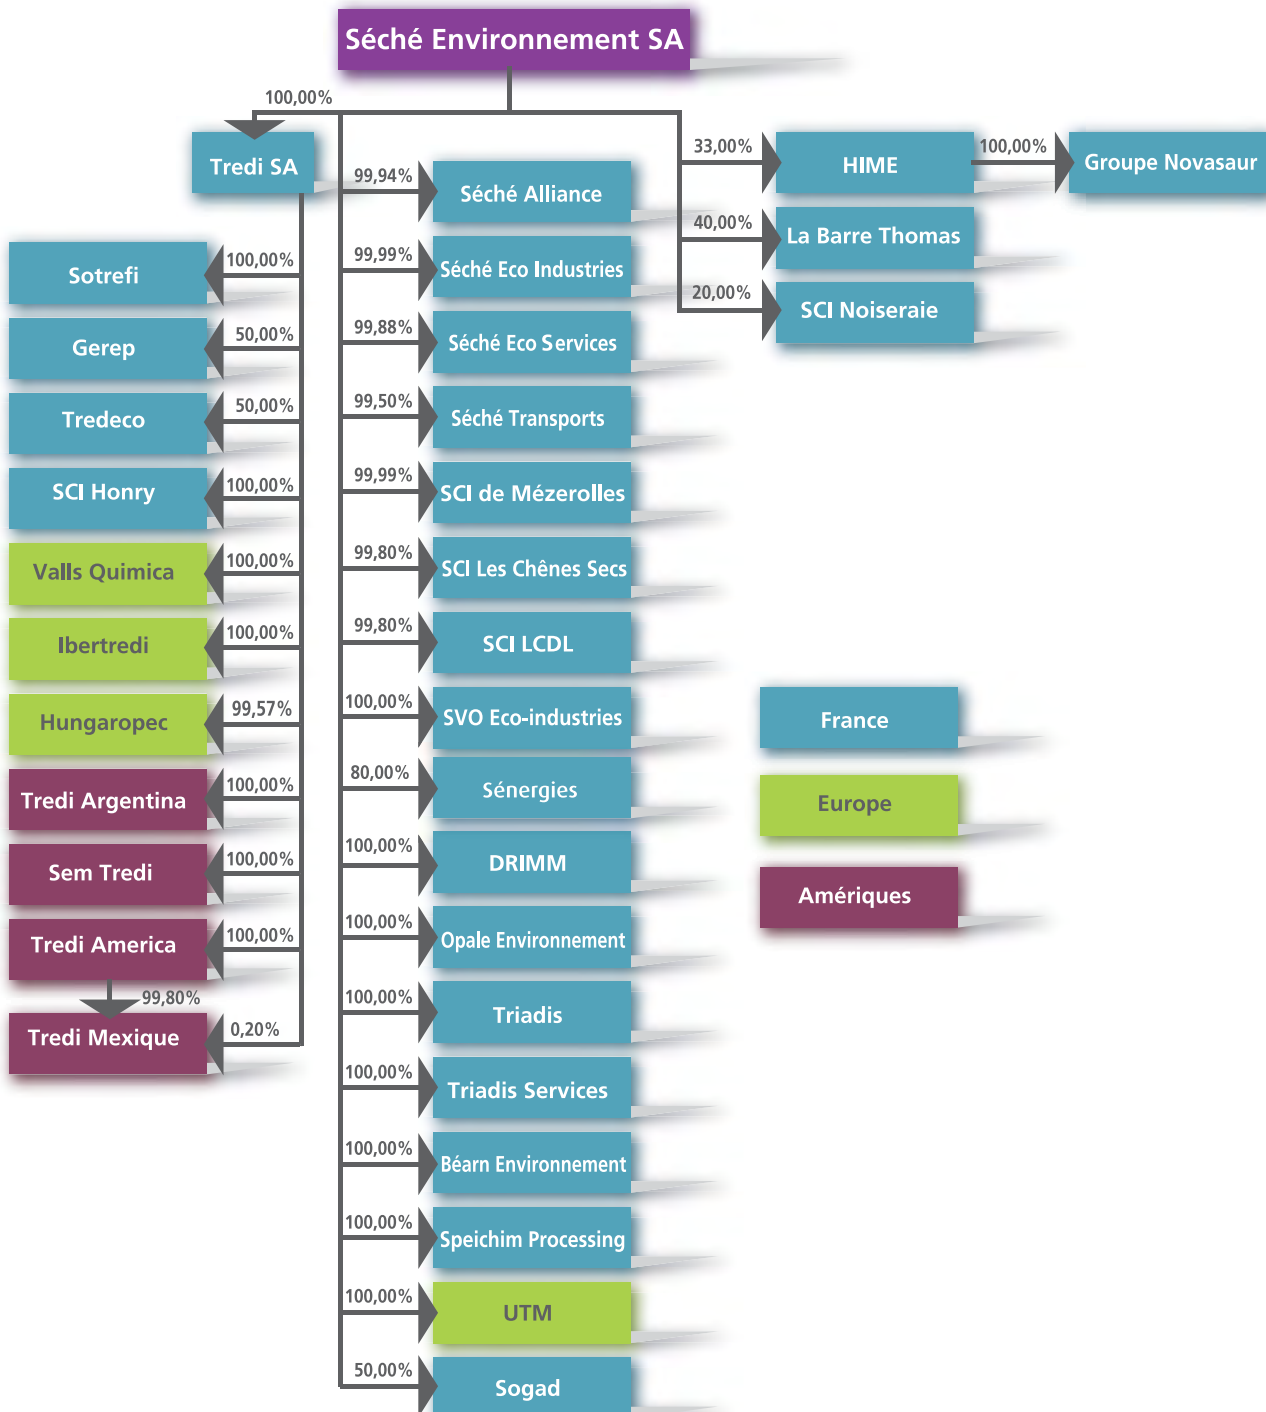 Séché Environnement SA
100,00%
Tredi SA
33,00%
HIME
100,00%
Groupe Novasaur
40,00%
La Barre Thomas
20,00%
SCI Noiseraie
100,00%
Sotrefi
50,00%
Gerep
50,00%
Tredeco
100,00%
SCI Honry
100,00%
Valls Quimica
100,00%
Ibertredi
99,57%
Hungaropec
100,00%
Tredi Argentina
100,00%
Sem Tredi
100,00%
Tredi America
99,80%
Tredi Mexique
0,20%
99,94%
Séché Alliance
99,99%
Séché Eco Industries
99,88%
Séché Eco Services
99,50%
Séché Transports
99,99%
SCI de Mézerolles
99,80%
SCI Les Chênes Secs
99,80%
SCI LCDL
100,00%
SVO Eco-industries
80,00%
Sénergies
100,00%
DRIMM
100,00%
Opale Environnement
100,00%
Triadis
100,00%
Triadis Services
100,00%
Béarn Environnement
100,00%
Speichim Processing
100,00%
UTM
50,00%
Sogad
France
Europe
Amériques